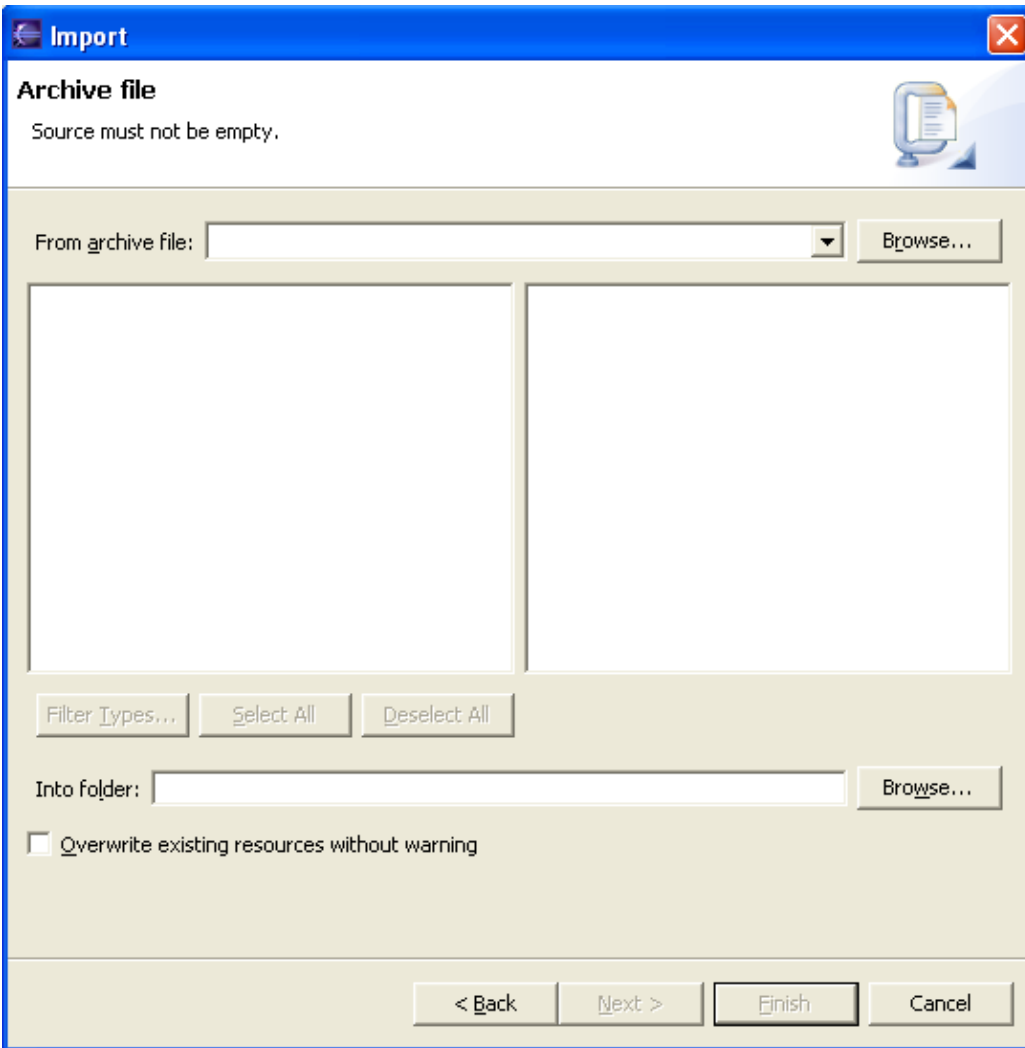 Import
Archive file
Source must not be empty.
From archive file:
Browse...
Filter Types...
Select All
Deselect All
Into folder:
Browse...
Overwrite existing resources without warning
< Back
Next >
Finish
Cancel